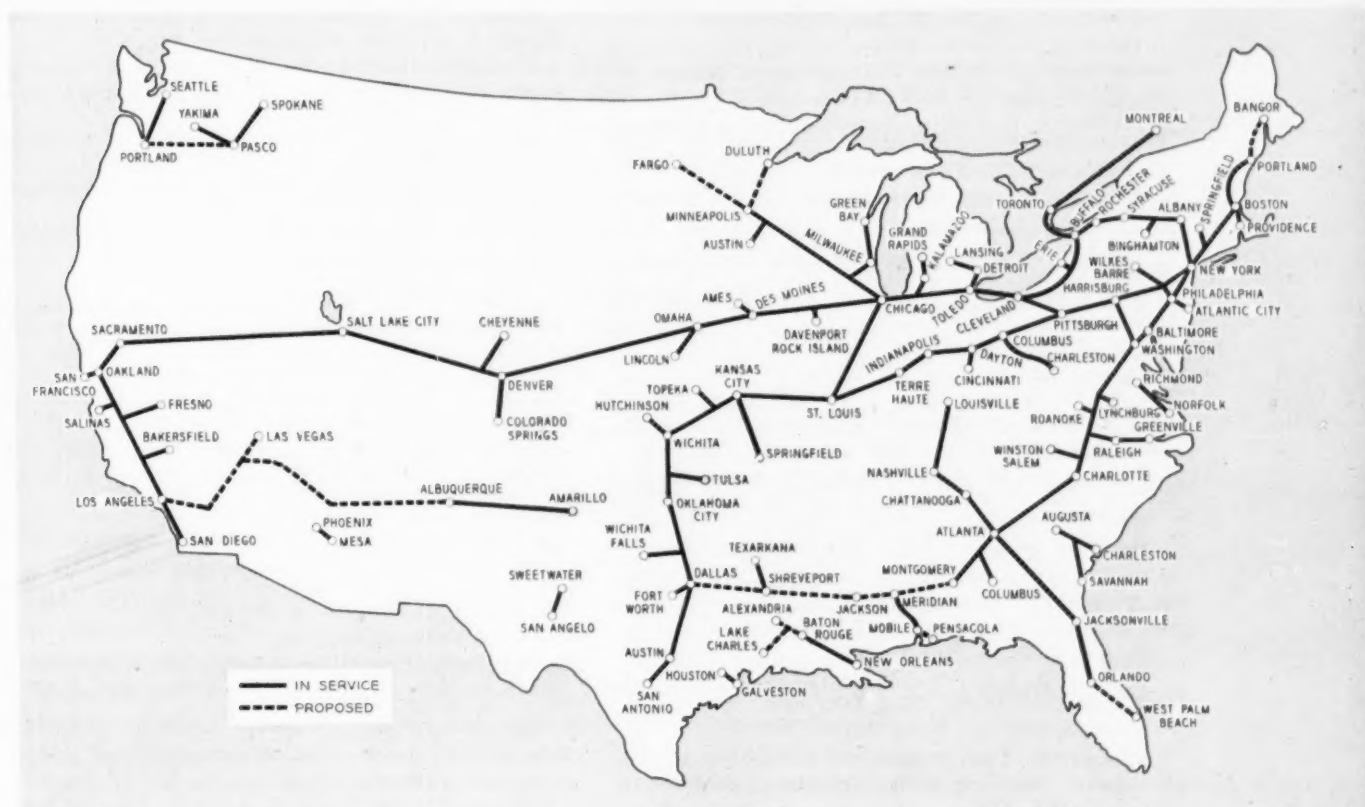 SEATTLE
YAKIMA
SPOKANE
PORTLAND
PASCO
FARGO
DULUTH
MINNEAPOLIS
AUSTIN
GREEN
BAY
MILWAUKEE
GRAND
RAPIDS
KALAMAZOO
LANSING
DETROIT
TORONTO
MONTREAL
BANGOR
PORTLAND
BUFFALO
ROCHESTER
SYRACUSE
ALBANY
SPRINGFIELD
BOSTON
PROVIDENCE
BINGHAMTON
ERIE
WILKES
BARRE
NEW YORK
HARRISBURG
PHILADELPHIA
ATLANTIC CITY
TOLEDO
CLEVELAND
PITTSBURGH
BALTIMORE
WASHINGTON
CHICAGO
AMES
DES MOINES
OMAHA
LINCOLN
DAVENPORT
ROCK ISLAND
SACRAMENTO
SALT LAKE CITY
CHEYENNE
DENVER
COLORADO
SPRINGS
OAKLAND
SAN
FRANCISCO
SALINAS
FRESNO
BAKERSFIELD
LAS VEGAS
LOS ANGELES
SAN DIEGO
PHOENIX
MESA
ALBUQUERQUE
AMARILLO
INDIANAPOLIS
DAYTON
COLUMBUS
CINCINNATI
CHARLESTON
TERRE
HAUTE
ST. LOUIS
KANSAS
CITY
TOPEKA
HUTCHINSON
WICHITA
SPRINGFIELD
TULSA
OKLAHOMA
CITY
LOUISVILLE
NASHVILLE
CHATTANOOGA
RICHMOND
NORFOLK
LYNCHBURG
ROANOKE
GREENVILLE
RALEIGH
WINSTON
SALEM
CHARLOTTE
ATLANTA
AUGUSTA
CHARLESTON
SAVANNAH
COLUMBUS
MONTGOMERY
JACKSONVILLE
ORLANDO
WEST PALM
BEACH
WICHITA
FALLS
DALLAS
FORT
WORTH
TEXARKANA
SHREVEPORT
JACKSON
MERIDIAN
MOBILE
PENSACOLA
ALEXANDRIA
BATON
ROUGE
LAKE
CHARLES
NEW ORLEANS
SWEETWATER
SAN ANGELO
AUSTIN
SAN
ANTONIO
HOUSTON
GALVESTON
IN SERVICE
PROPOSED